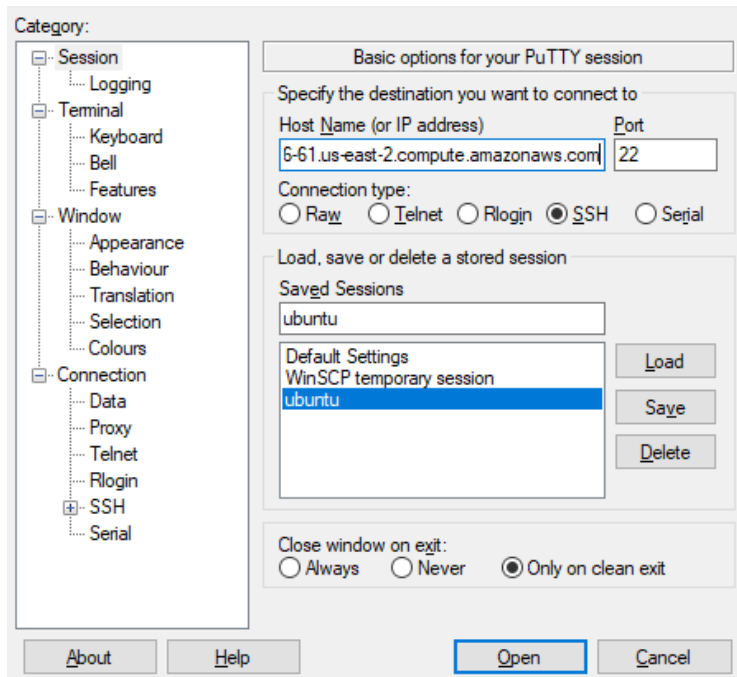 Category:
Session
Logging
Terminal
Keyboard
Bell
Features
Window
Appearance
Behaviour
Translation
Selection
Colours
Connection
Data
Proxy
Telnet
Rlogin
SSH
Serial
Basic options for your PuTTY session
Specify the destination you want to connect to
Host Name (or IP address) Port
6-61.us-east-2.compute.amazonaws.com 22
Connection type:
Raw Telnet Rlogin SSH Serial
Load, save or delete a stored session
Saved Sessions
ubuntu
Default Settings
WinSCP temporary session
ubuntu
Load
Save
Delete
Close window on exit:
Always Never Only on clean exit
About Help Open Cancel